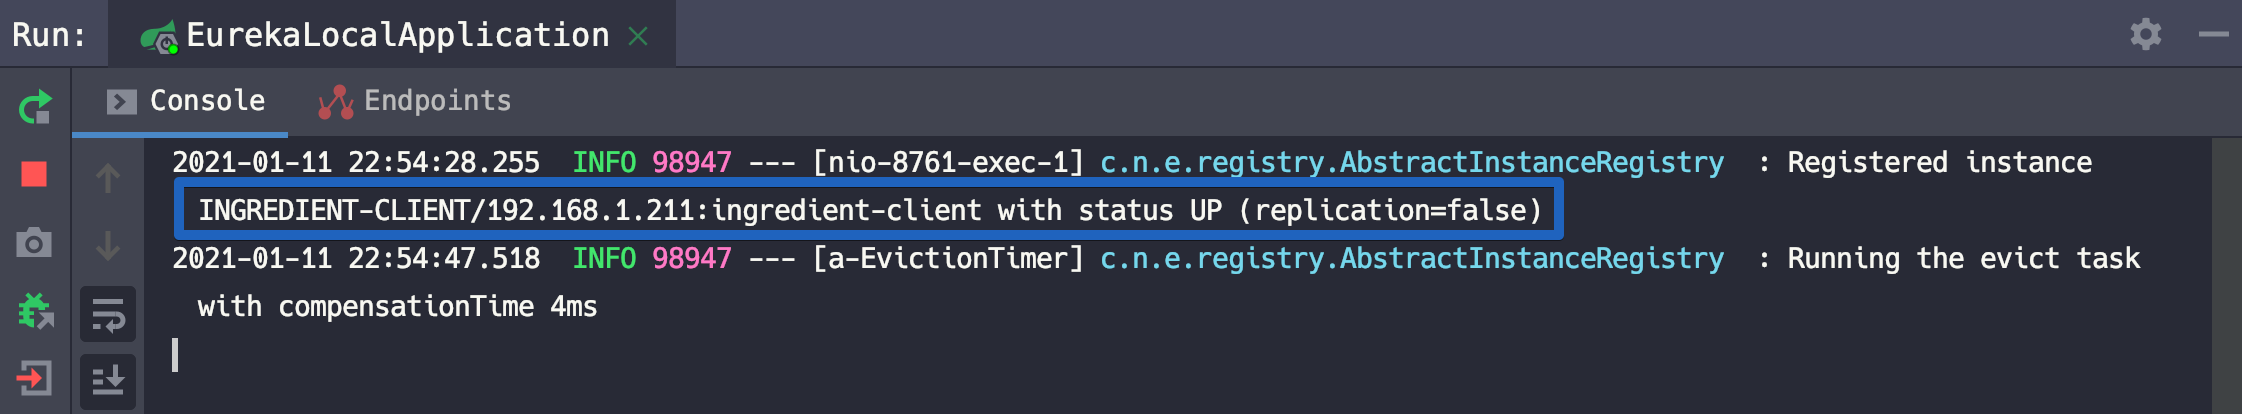 Run: EurekaLocalApplication
Console Endpoints
2021-01-11 22:54:28.255  INFO 98947 --- [nio-8761-exec-1] c.n.e.registry.AbstractInstanceRegistry  : Registered instance
INGREDIENT-CLIENT/192.168.1.211:ingredient-client with status UP (replication=false)
2021-01-11 22:54:47.518  INFO 98947 --- [a-EvictionTimer] c.n.e.registry.AbstractInstanceRegistry  : Running the evict task
with compensationTime 4ms